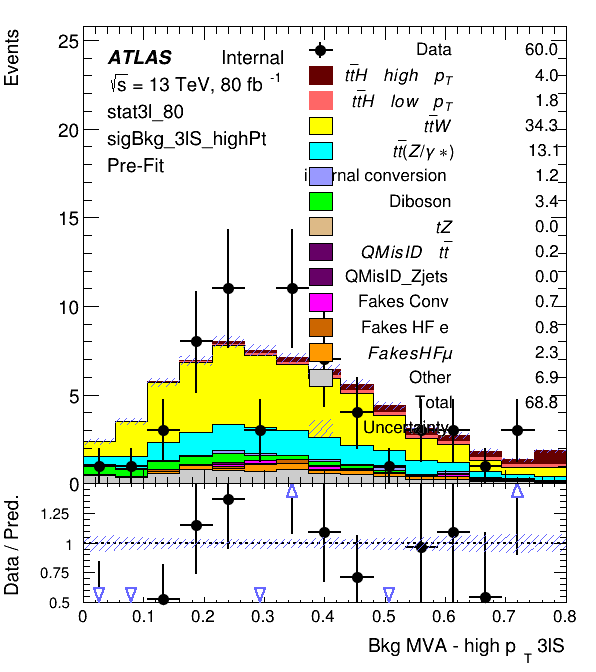 Events
25
20
15
10
5
0
ATLAS Internal
√s = 13 TeV, 80 fb -1
stat3l_80
sigBkg_3lS_highPt
Pre-Fit
Data 60.0
tt̅H high p_T 4.0
tt̅H low p_T 1.8
tt̅W 34.3
tt̅(Z/γ*) 13.1
rnal conversion 1.2
Diboson 3.4
tZ 0.0
QMisID tt̅ 0.2
QMisID_Zjets 0.0
Fakes Conv 0.7
Fakes HF e 0.8
FakesHFμ 2.3
Other 6.9
Total 68.8
Uncertainty
Data / Pred.
1.25
1
0.75
0.5
0 0.1 0.2 0.3 0.4 0.5 0.6 0.7 0.8
Bkg MVA - high p_T 3lS